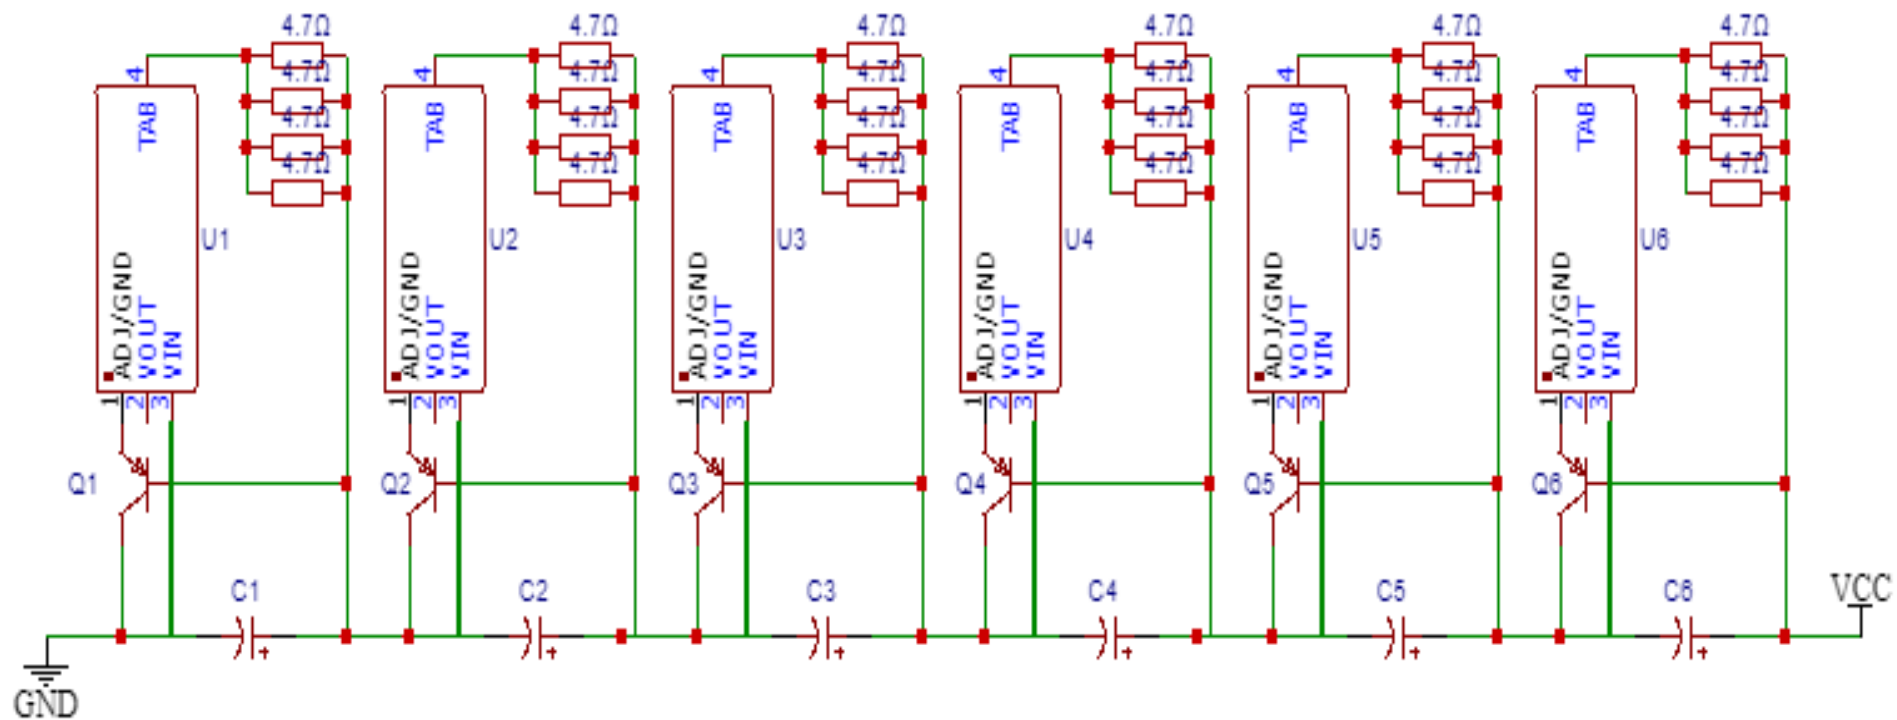 4.7Ω 4.7Ω 4.7Ω 4.7Ω 4.7Ω 4.7Ω
4 4.7Ω 4 4.7Ω 4 4.7Ω 4 4.7Ω 4 4.7Ω 4 4.7Ω
TAB 4.7Ω TAB 4.7Ω TAB 4.7Ω TAB 4.7Ω TAB 4.7Ω TAB 4.7Ω
4.7Ω 4.7Ω 4.7Ω 4.7Ω 4.7Ω 4.7Ω
U1 U2 U3 U4 U5 U6
ADJ/GND VOUT VIN ADJ/GND VOUT VIN ADJ/GND VOUT VIN ADJ/GND VOUT VIN ADJ/GND VOUT VIN ADJ/GND VOUT VIN
1 2 3 1 2 3 1 2 3 1 2 3 1 2 3 1 2 3
Q1 Q2 Q3 Q4 Q5 Q6
C1 C2 C3 C4 C5 C6 VCC
+ + + + + +
GND